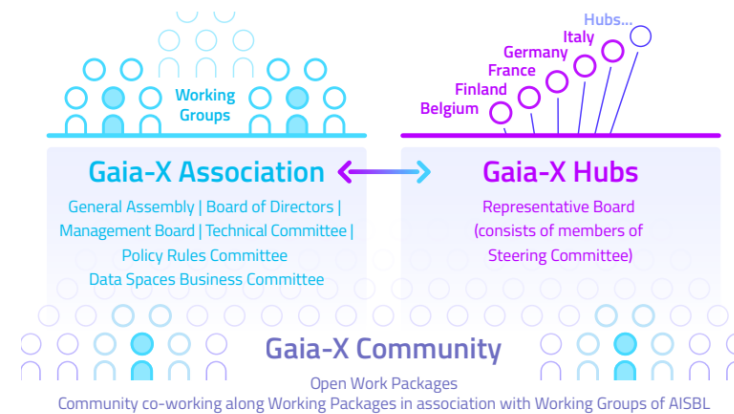 Working
Groups
Hubs...
Italy
Germany
France
Finland
Belgium
Gaia-X Association
General Assembly | Board of Directors |
Management Board | Technical Committee |
Policy Rules Committee
Data Spaces Business Committee
Gaia-X Hubs
Representative Board
(consists of members of
Steering Committee)
Gaia-X Community
Open Work Packages
Community co-working along Working Packages in association with Working Groups of AISBL